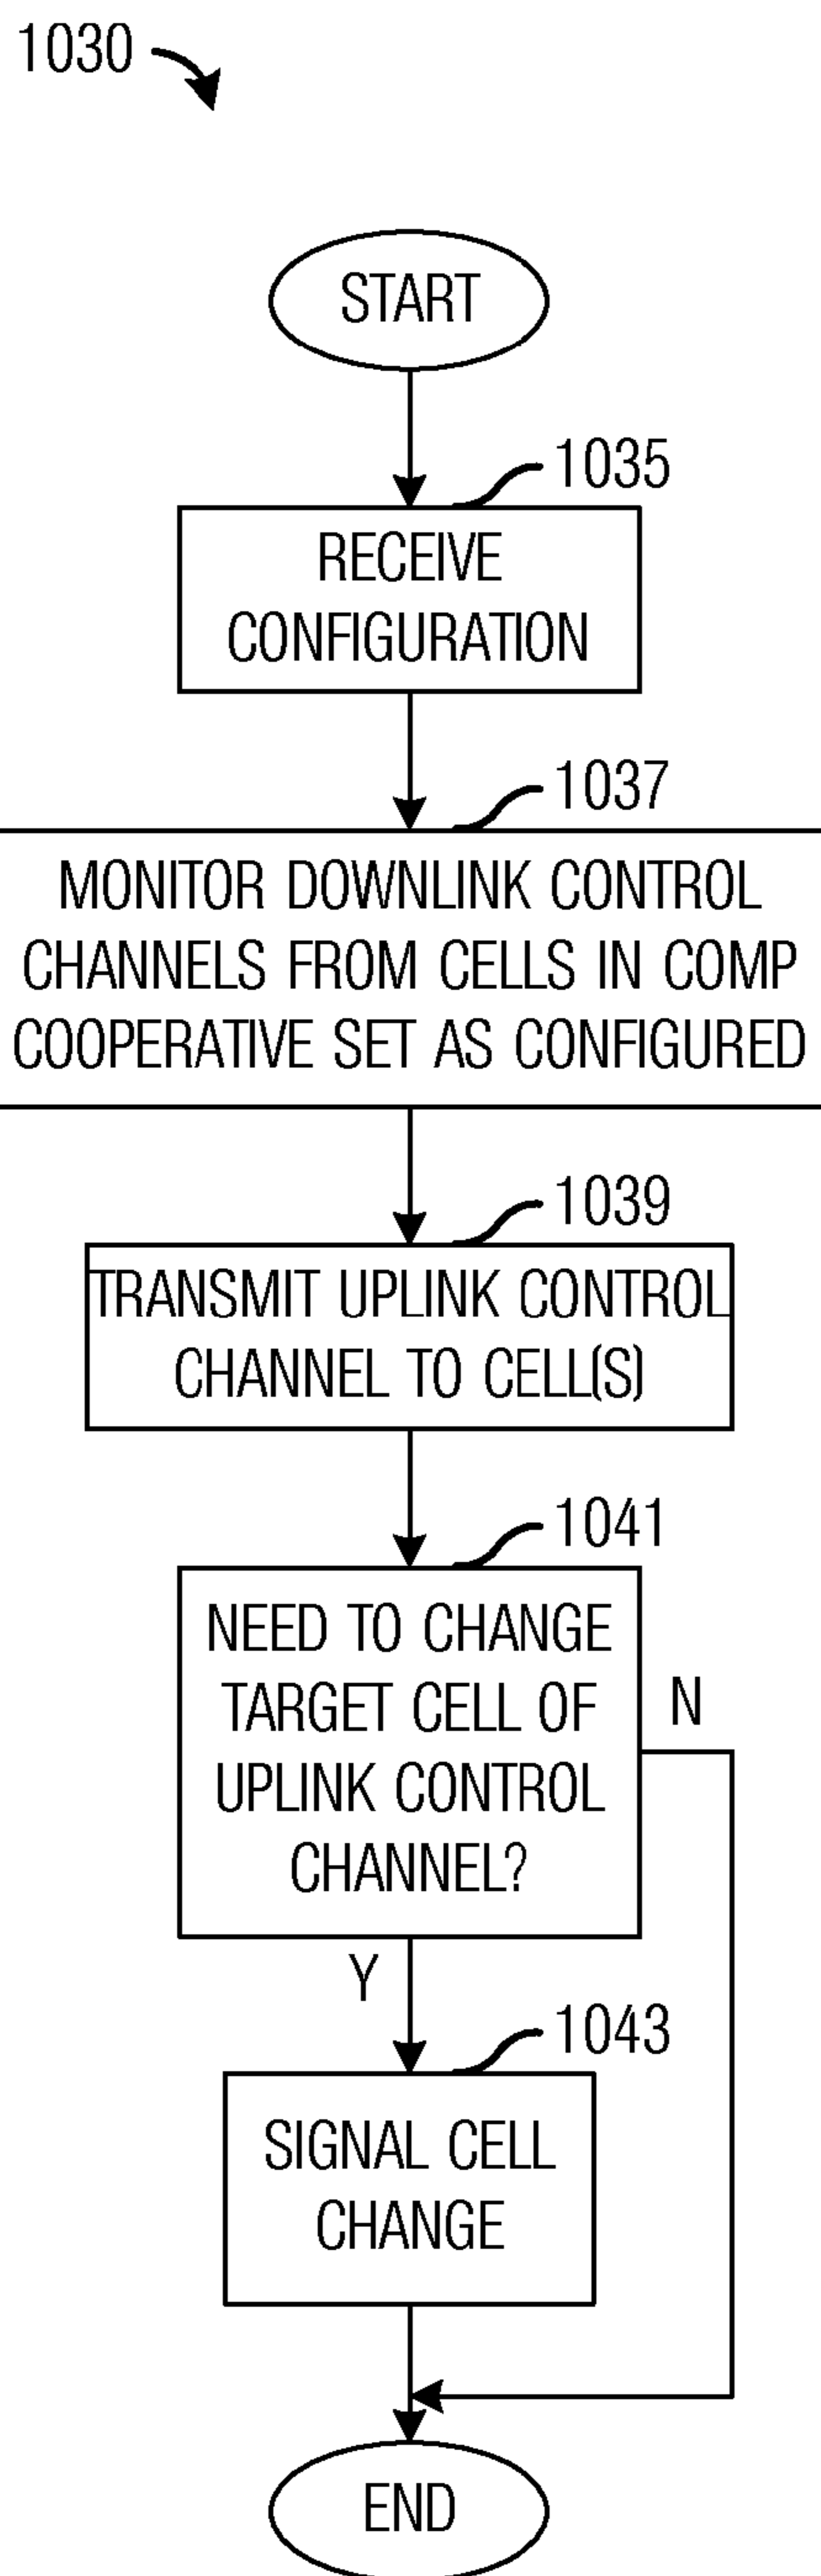 1030
START
1035
RECEIVE
CONFIGURATION
1037
MONITOR DOWNLINK CONTROL
CHANNELS FROM CELLS IN COMP
COOPERATIVE SET AS CONFIGURED
1039
TRANSMIT UPLINK CONTROL
CHANNEL TO CELL(S)
1041
NEED TO CHANGE
TARGET CELL OF
UPLINK CONTROL
CHANNEL?
N
Y
1043
SIGNAL CELL
CHANGE
END